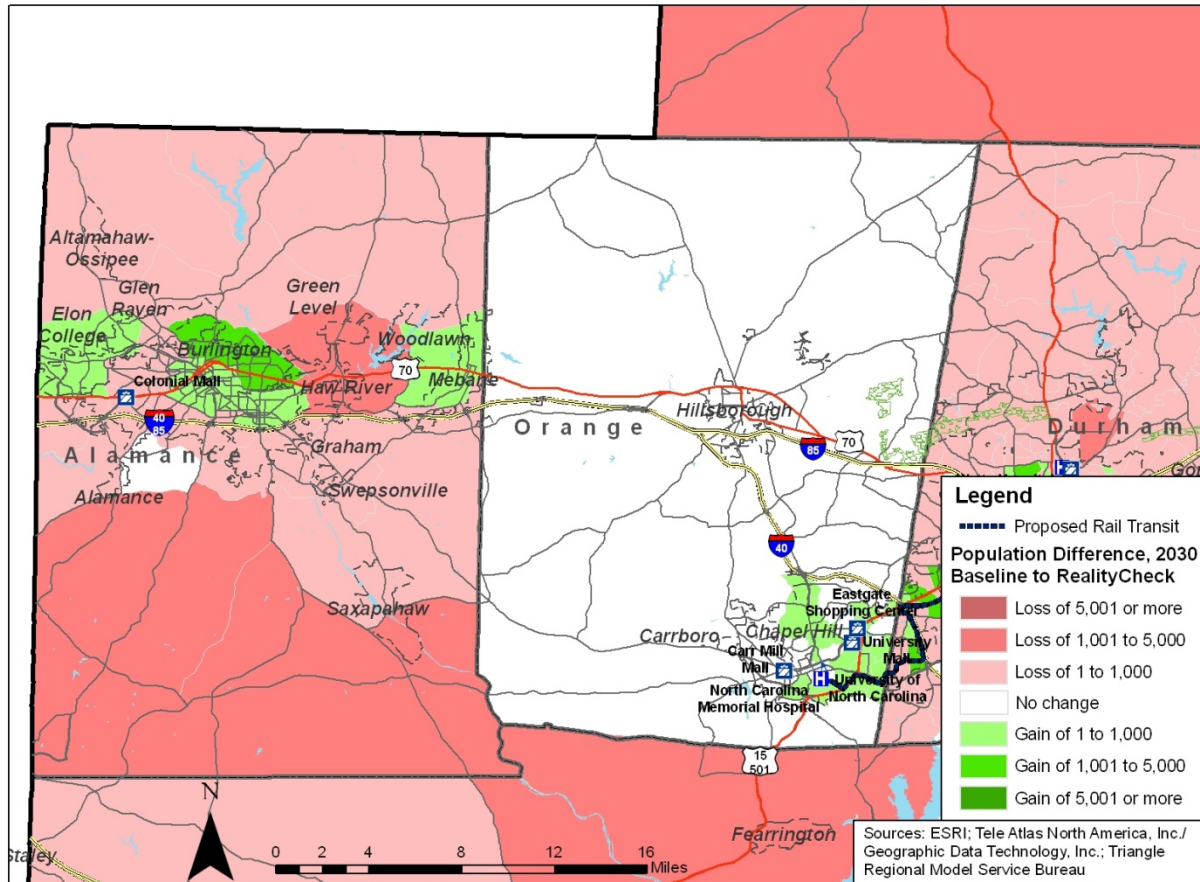 Altamahaw-
Ossipee
Glen
Raven
Green
Level
Elon
College
Burlington
Woodlawn
70
Colonial Mall
Haw River
Mebane
40
85
Graham
Alamance
Alamance
Swepsonville
Saxapahaw
Orange
Hillsborough
85
70
40
Durham
Eastgate
Shopping Center
Chapel Hill
Carrboro
University
Mall
Carr Mill
Mall
University of
North Carolina
North Carolina
Memorial Hospital
H
H
15
501
Fearrington
Staley
N
0 4 8 12 16
Miles
Legend
Proposed Rail Transit
Population Difference, 2030
Baseline to RealityCheck
Loss of 5,001 or more
Loss of 1,001 to 5,000
Loss of 1 to 1,000
No change
Gain of 1 to 1,000
Gain of 1,001 to 5,000
Gain of 5,001 or more
Sources: ESRI; Tele Atlas North America, Inc./
Geographic Data Technology, Inc.; Triangle
Regional Model Service Bureau